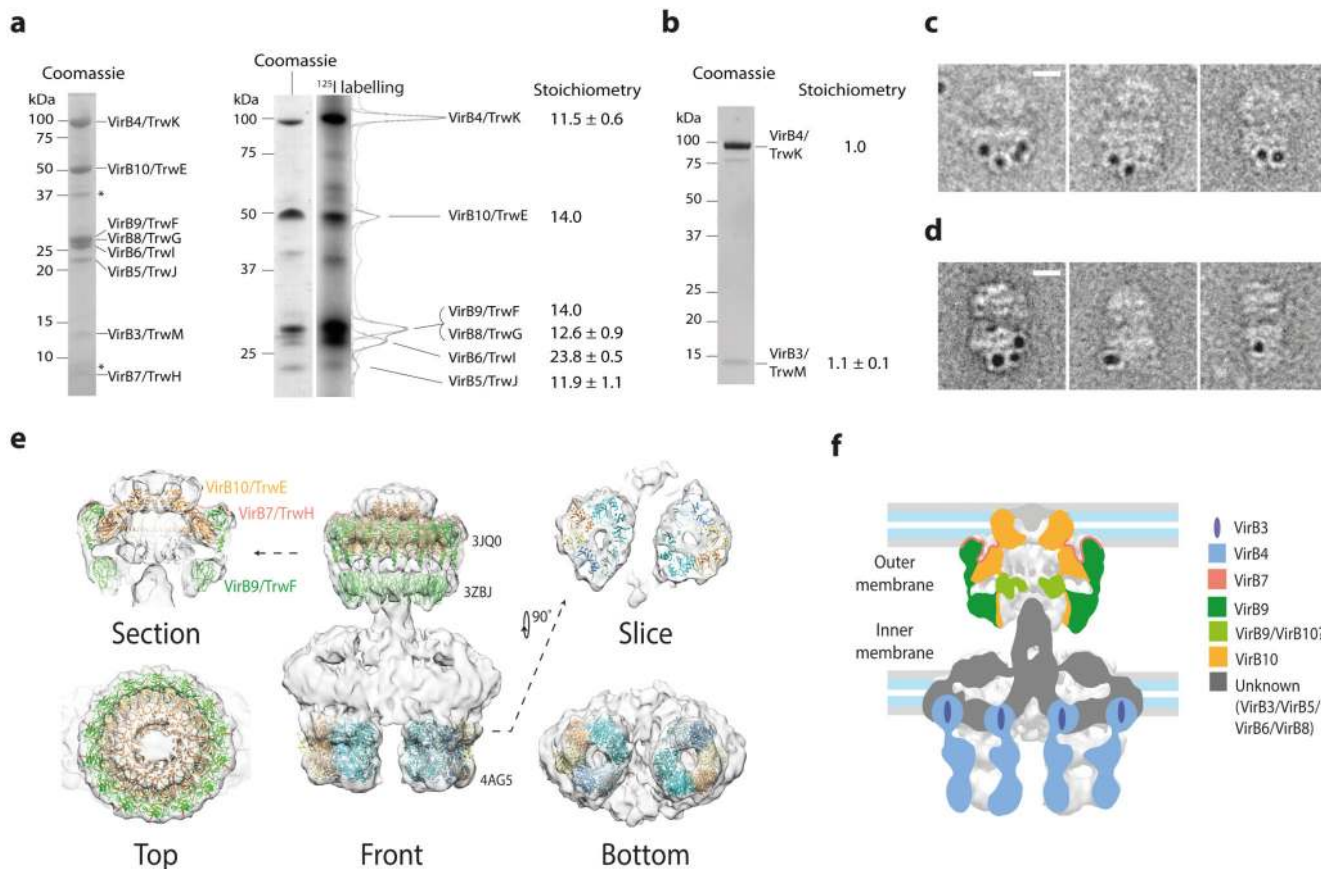 a
Coomassie
kDa
100
75
50
37
25
20
15
10
VirB4/TrwK
VirB10/TrwE
*
VirB9/TrwF
VirB8/TrwG
VirB6/TrwI
VirB5/TrwJ
VirB3/TrwM
*
VirB7/TrwH
Coomassie
125I labelling
Stoichiometry
kDa
100
75
50
37
25
VirB4/TrwK 11.5 ± 0.6
VirB10/TrwE 14.0
VirB9/TrwF 14.0
VirB8/TrwG 12.6 ± 0.9
VirB6/TrwI 23.8 ± 0.5
VirB5/TrwJ 11.9 ± 1.1
b
Coomassie
Stoichiometry
kDa
100
75
50
37
25
20
15
VirB4/
TrwK 1.0
VirB3/
TrwM 1.1 ± 0.1
c
d
e
VirB10/TrwE
VirB7/TrwH
VirB9/TrwF
Section
Top
3JQO
3ZBJ
4AG5
Front
90°
Slice
Bottom
f
Outer
membrane
Inner
membrane
VirB3
VirB4
VirB7
VirB9
VirB9/VirB10?
VirB10
Unknown
(VirB3/VirB5/
VirB6/VirB8)